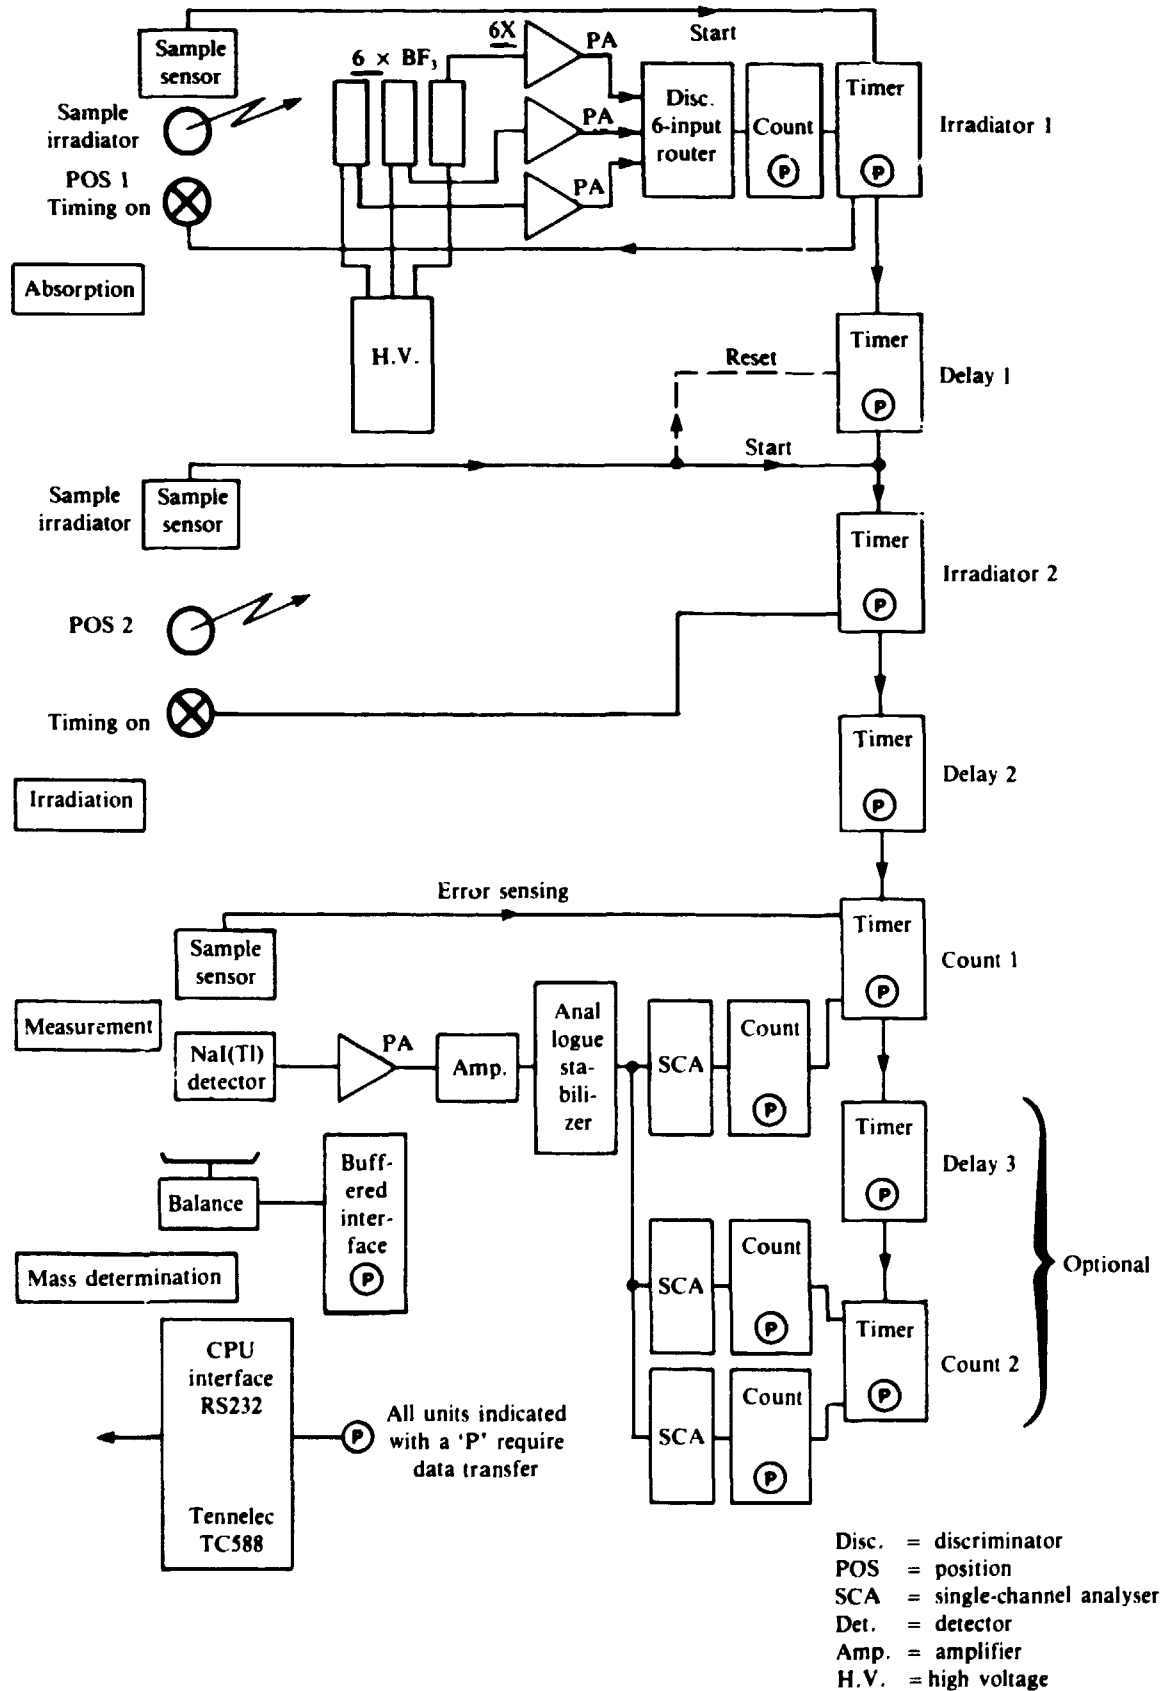 Start
Sample
sensor
6 × BF₃
6X
PA
PA
PA
Disc.
6-input
router
Count
P
Timer
P
Irradiator 1
Sample
irradiator
POS 1
Timing on
Absorption
H.V.
Timer
P
Delay 1
Reset
Start
Sample
irradiator
Sample
sensor
Timer
P
Irradiator 2
POS 2
Timing on
Timer
P
Delay 2
Irradiation
Error sensing
Sample
sensor
Timer
P
Count 1
Measurement
NaI(Tl)
detector
PA
Amp.
Anal
logue
sta-
bili-
zer
SCA
Count
P
Timer
P
Delay 3
Balance
Buff-
ered
inter-
face
P
Mass determination
SCA
Count
P
Timer
P
Count 2
Optional
SCA
Count
P
CPU
interface
RS232
Tennelec
TC588
P
All units indicated
with a 'P' require
data transfer
Disc. = discriminator
POS = position
SCA = single-channel analyser
Det. = detector
Amp. = amplifier
H.V. = high voltage